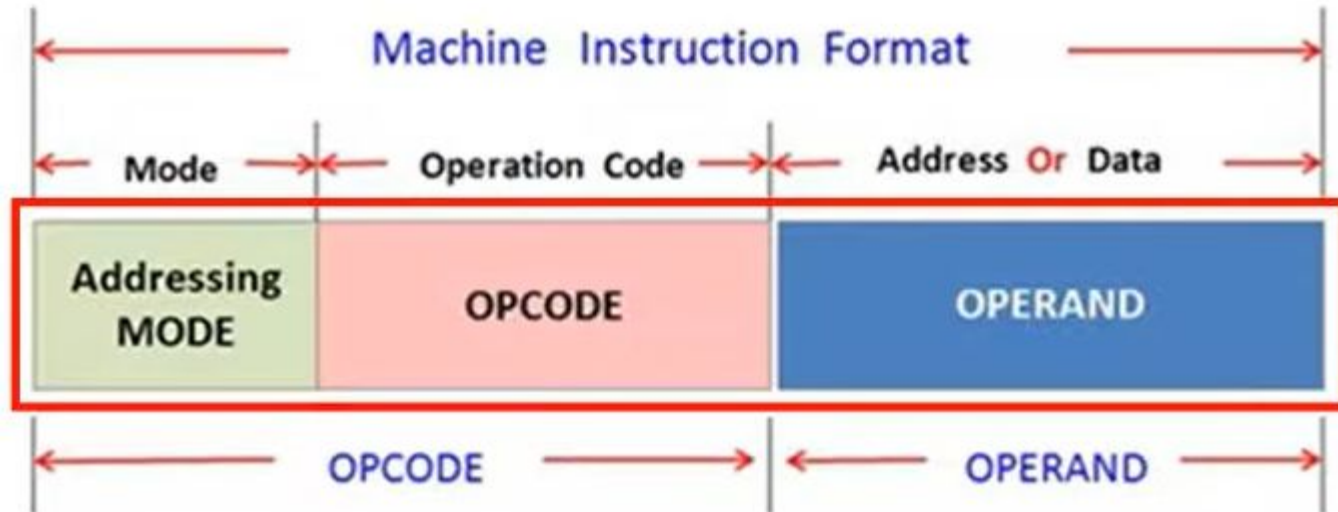 Machine Instruction Format
Mode Operation Code Address Or Data
Addressing
MODE
OPCODE
OPERAND
OPCODE OPERAND